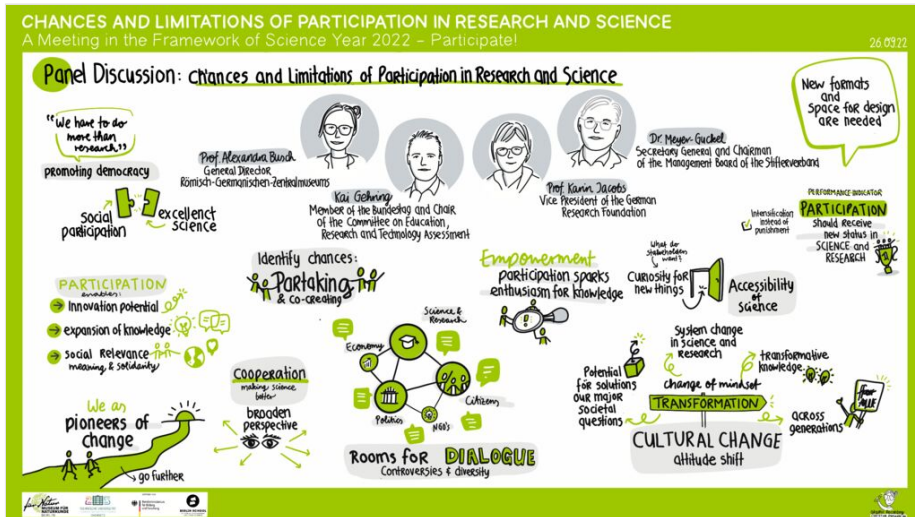 CHANCES AND LIMITATIONS OF PARTICIPATION IN RESEARCH AND SCIENCE
A Meeting in the Framework of Science Year 2022 – Participate!
26.09.22
Panel Discussion: Chances and Limitations of Participation in Research and Science
"We have to do
more than
research"
promoting democracy
social
participation
excellenct
science
Prof. Alexandra Busch
General Director
Römisch-Germanischen-Zentralmuseums
Kai Gehring
Member of the Bundestag and Chair
of the Committee on Education,
Research and Technology Assessment
Prof. Karin Jacobs
Vice President of the German
Research Foundation
Dr. Meyer-Guckel
Secretary General and Chairman
of the Management Board of the Stifterverband
New formats
and
space for design
are needed
PERFORMANCE-INDICATOR
PARTICIPATION
should receive
new status in
SCIENCE and
RESEARCH
Intensification
instead of
punishment
PARTICIPATION
enables:
Innovation potential
expansion of knowledge
social Relevance
meaning & solidarity
Identify chances:
Partaking
& co-creating
Empowerment
participation sparks
enthusiasm for knowledge
What do
stakeholders
want?
Curiosity for
new things
Accessibility
of
science
We as
pioneers of
change
go further
Cooperation
making science
better
broaden
perspective
Science &
Research
Economy
Politics
NGO's
Citizens
Rooms for DIALOGUE
Controversies & diversity
System change
in science and
research
transformative
knowledge
Potential
for solutions
our major
societal
questions
change of mindset
TRANSFORMATION
across
generations
CULTURAL CHANGE
attitude shift
für Natur
MUSEUM FÜR
NATURKUNDE